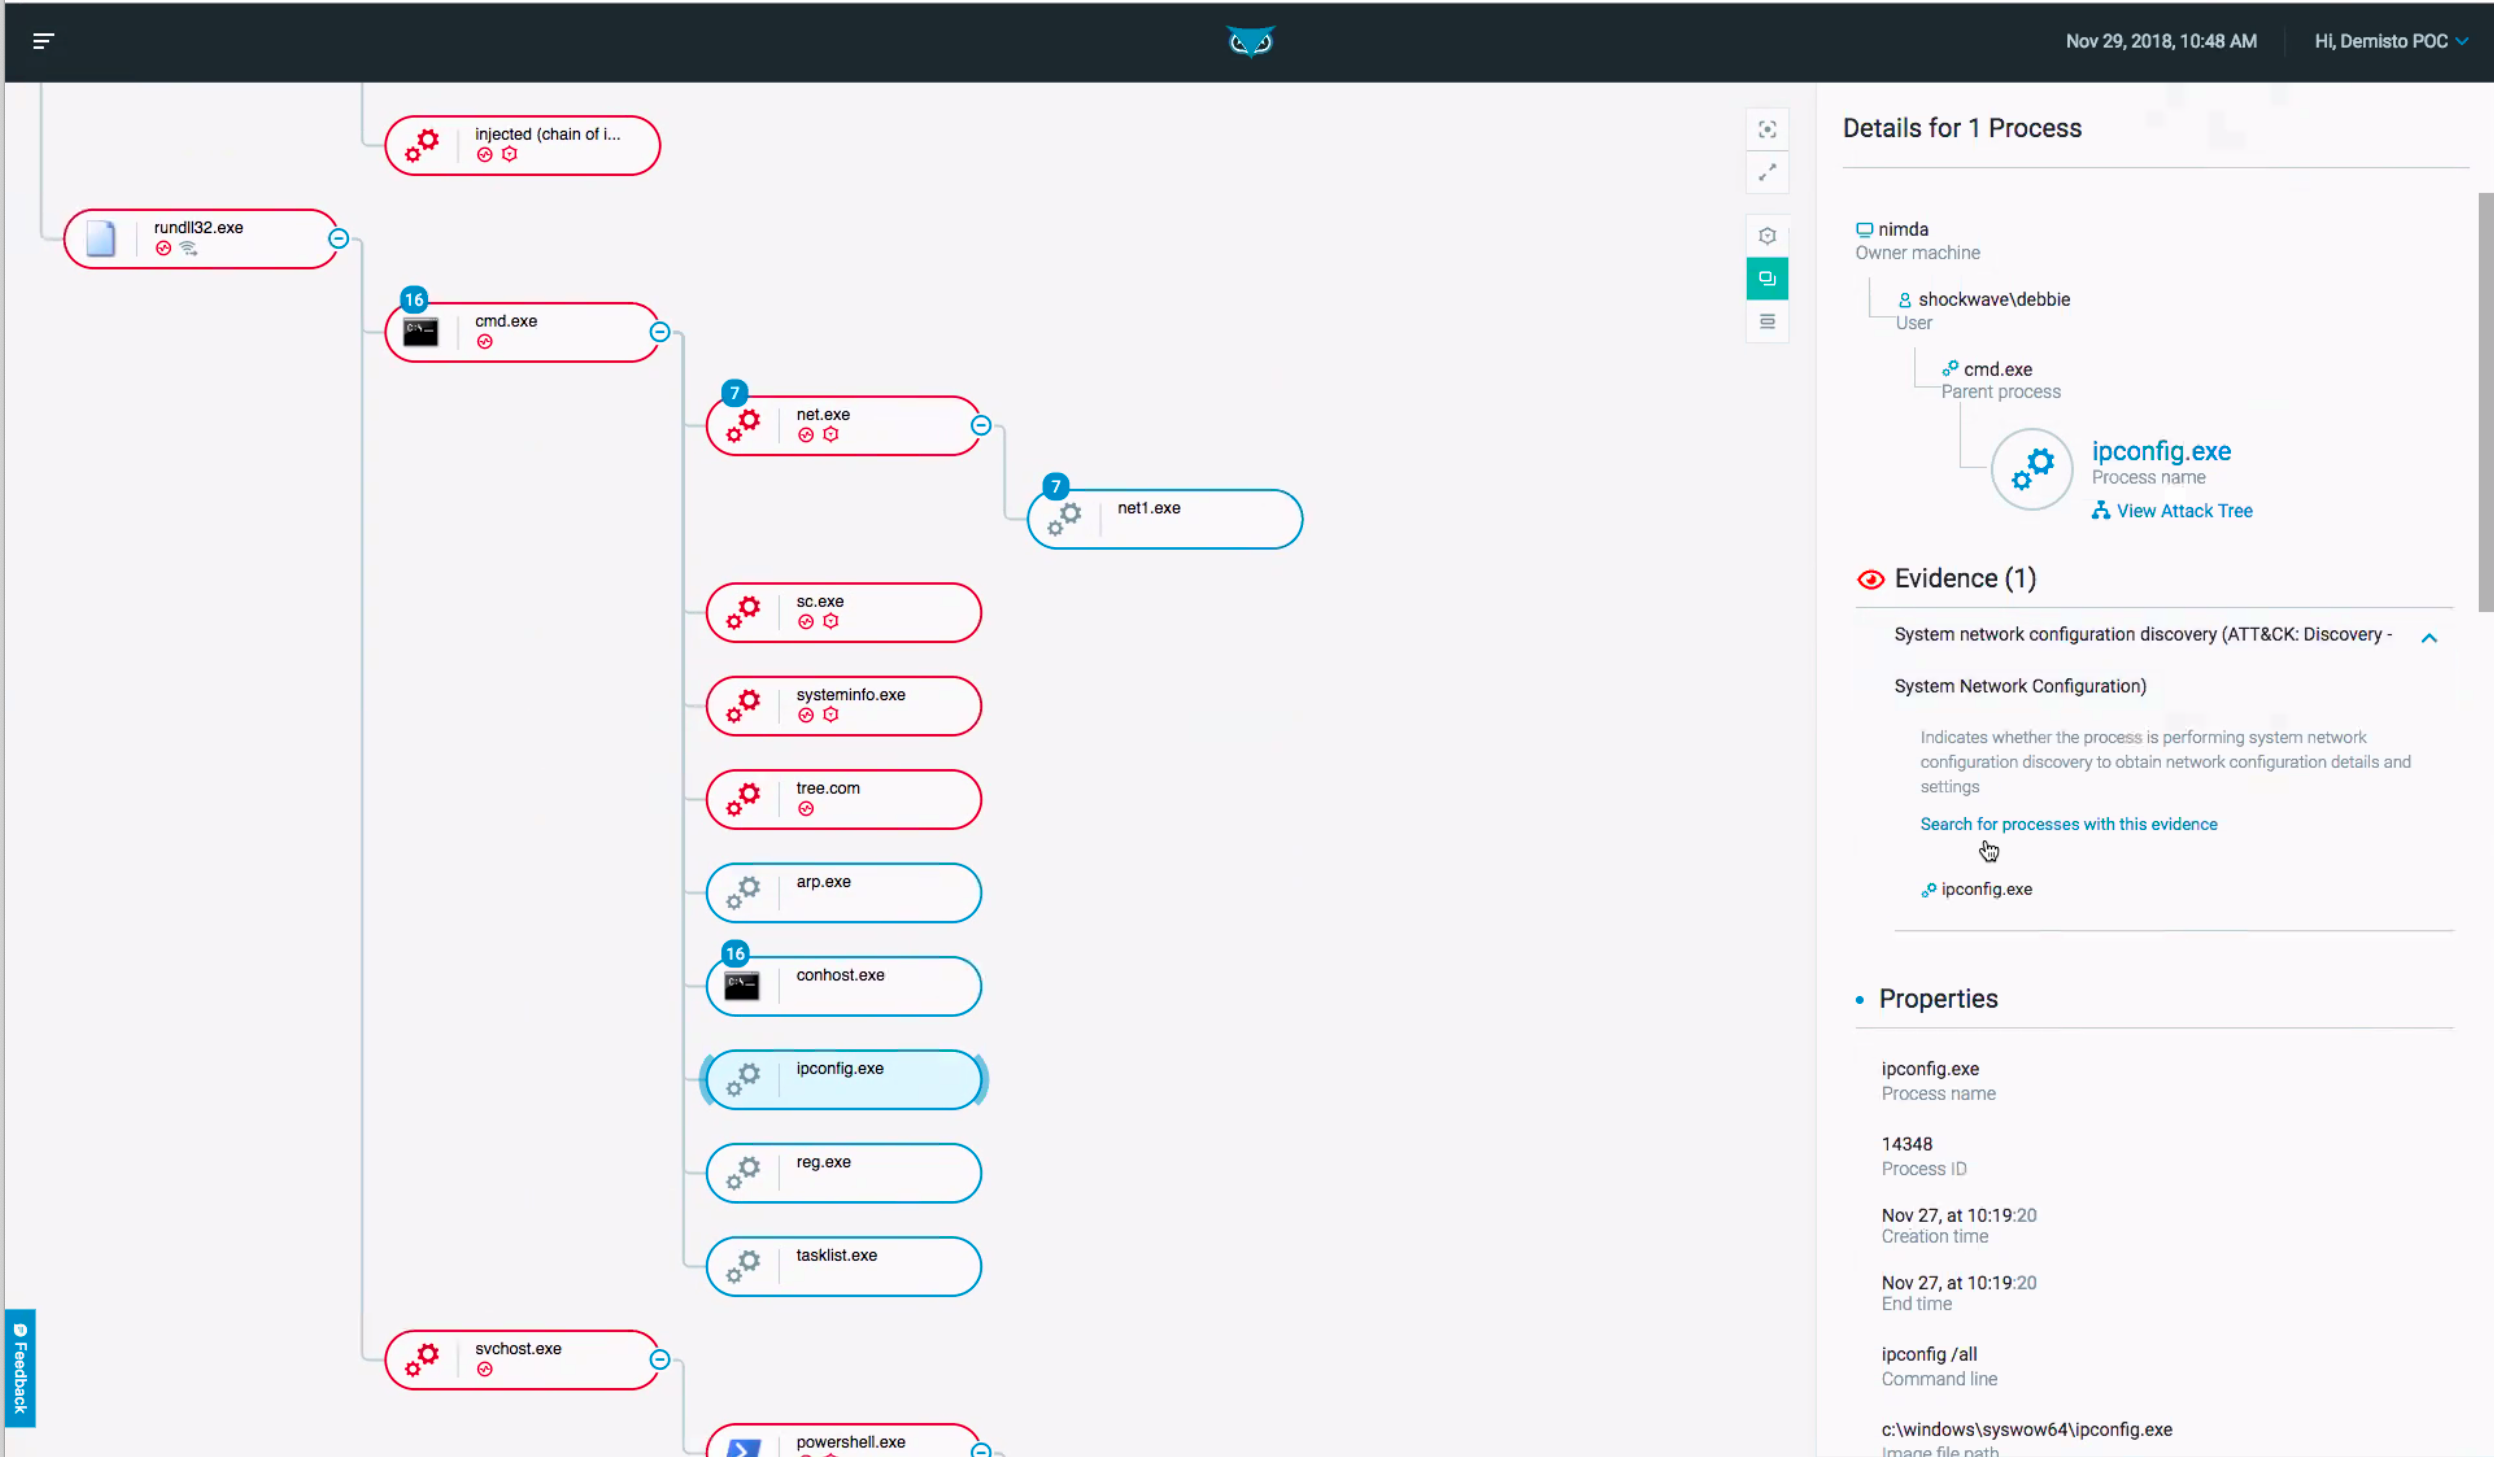 Nov 29, 2018, 10:48 AM
Hi, Demisto POC
injected (chain of i...
rundll32.exe
16
cmd.exe
7
net.exe
7
net1.exe
sc.exe
systeminfo.exe
tree.com
arp.exe
16
conhost.exe
ipconfig.exe
reg.exe
tasklist.exe
svchost.exe
powershell.exe
Feedback
Details for 1 Process
nimda
Owner machine
shockwave\debbie
User
cmd.exe
Parent process
ipconfig.exe
Process name
View Attack Tree
Evidence (1)
System network configuration discovery (ATT&CK: Discovery -
System Network Configuration)
Indicates whether the process is performing system network
configuration discovery to obtain network configuration details and
settings
Search for processes with this evidence
ipconfig.exe
Properties
ipconfig.exe
Process name
14348
Process ID
Nov 27, at 10:19:20
Creation time
Nov 27, at 10:19:20
End time
ipconfig /all
Command line
c:\windows\syswow64\ipconfig.exe
Image file path